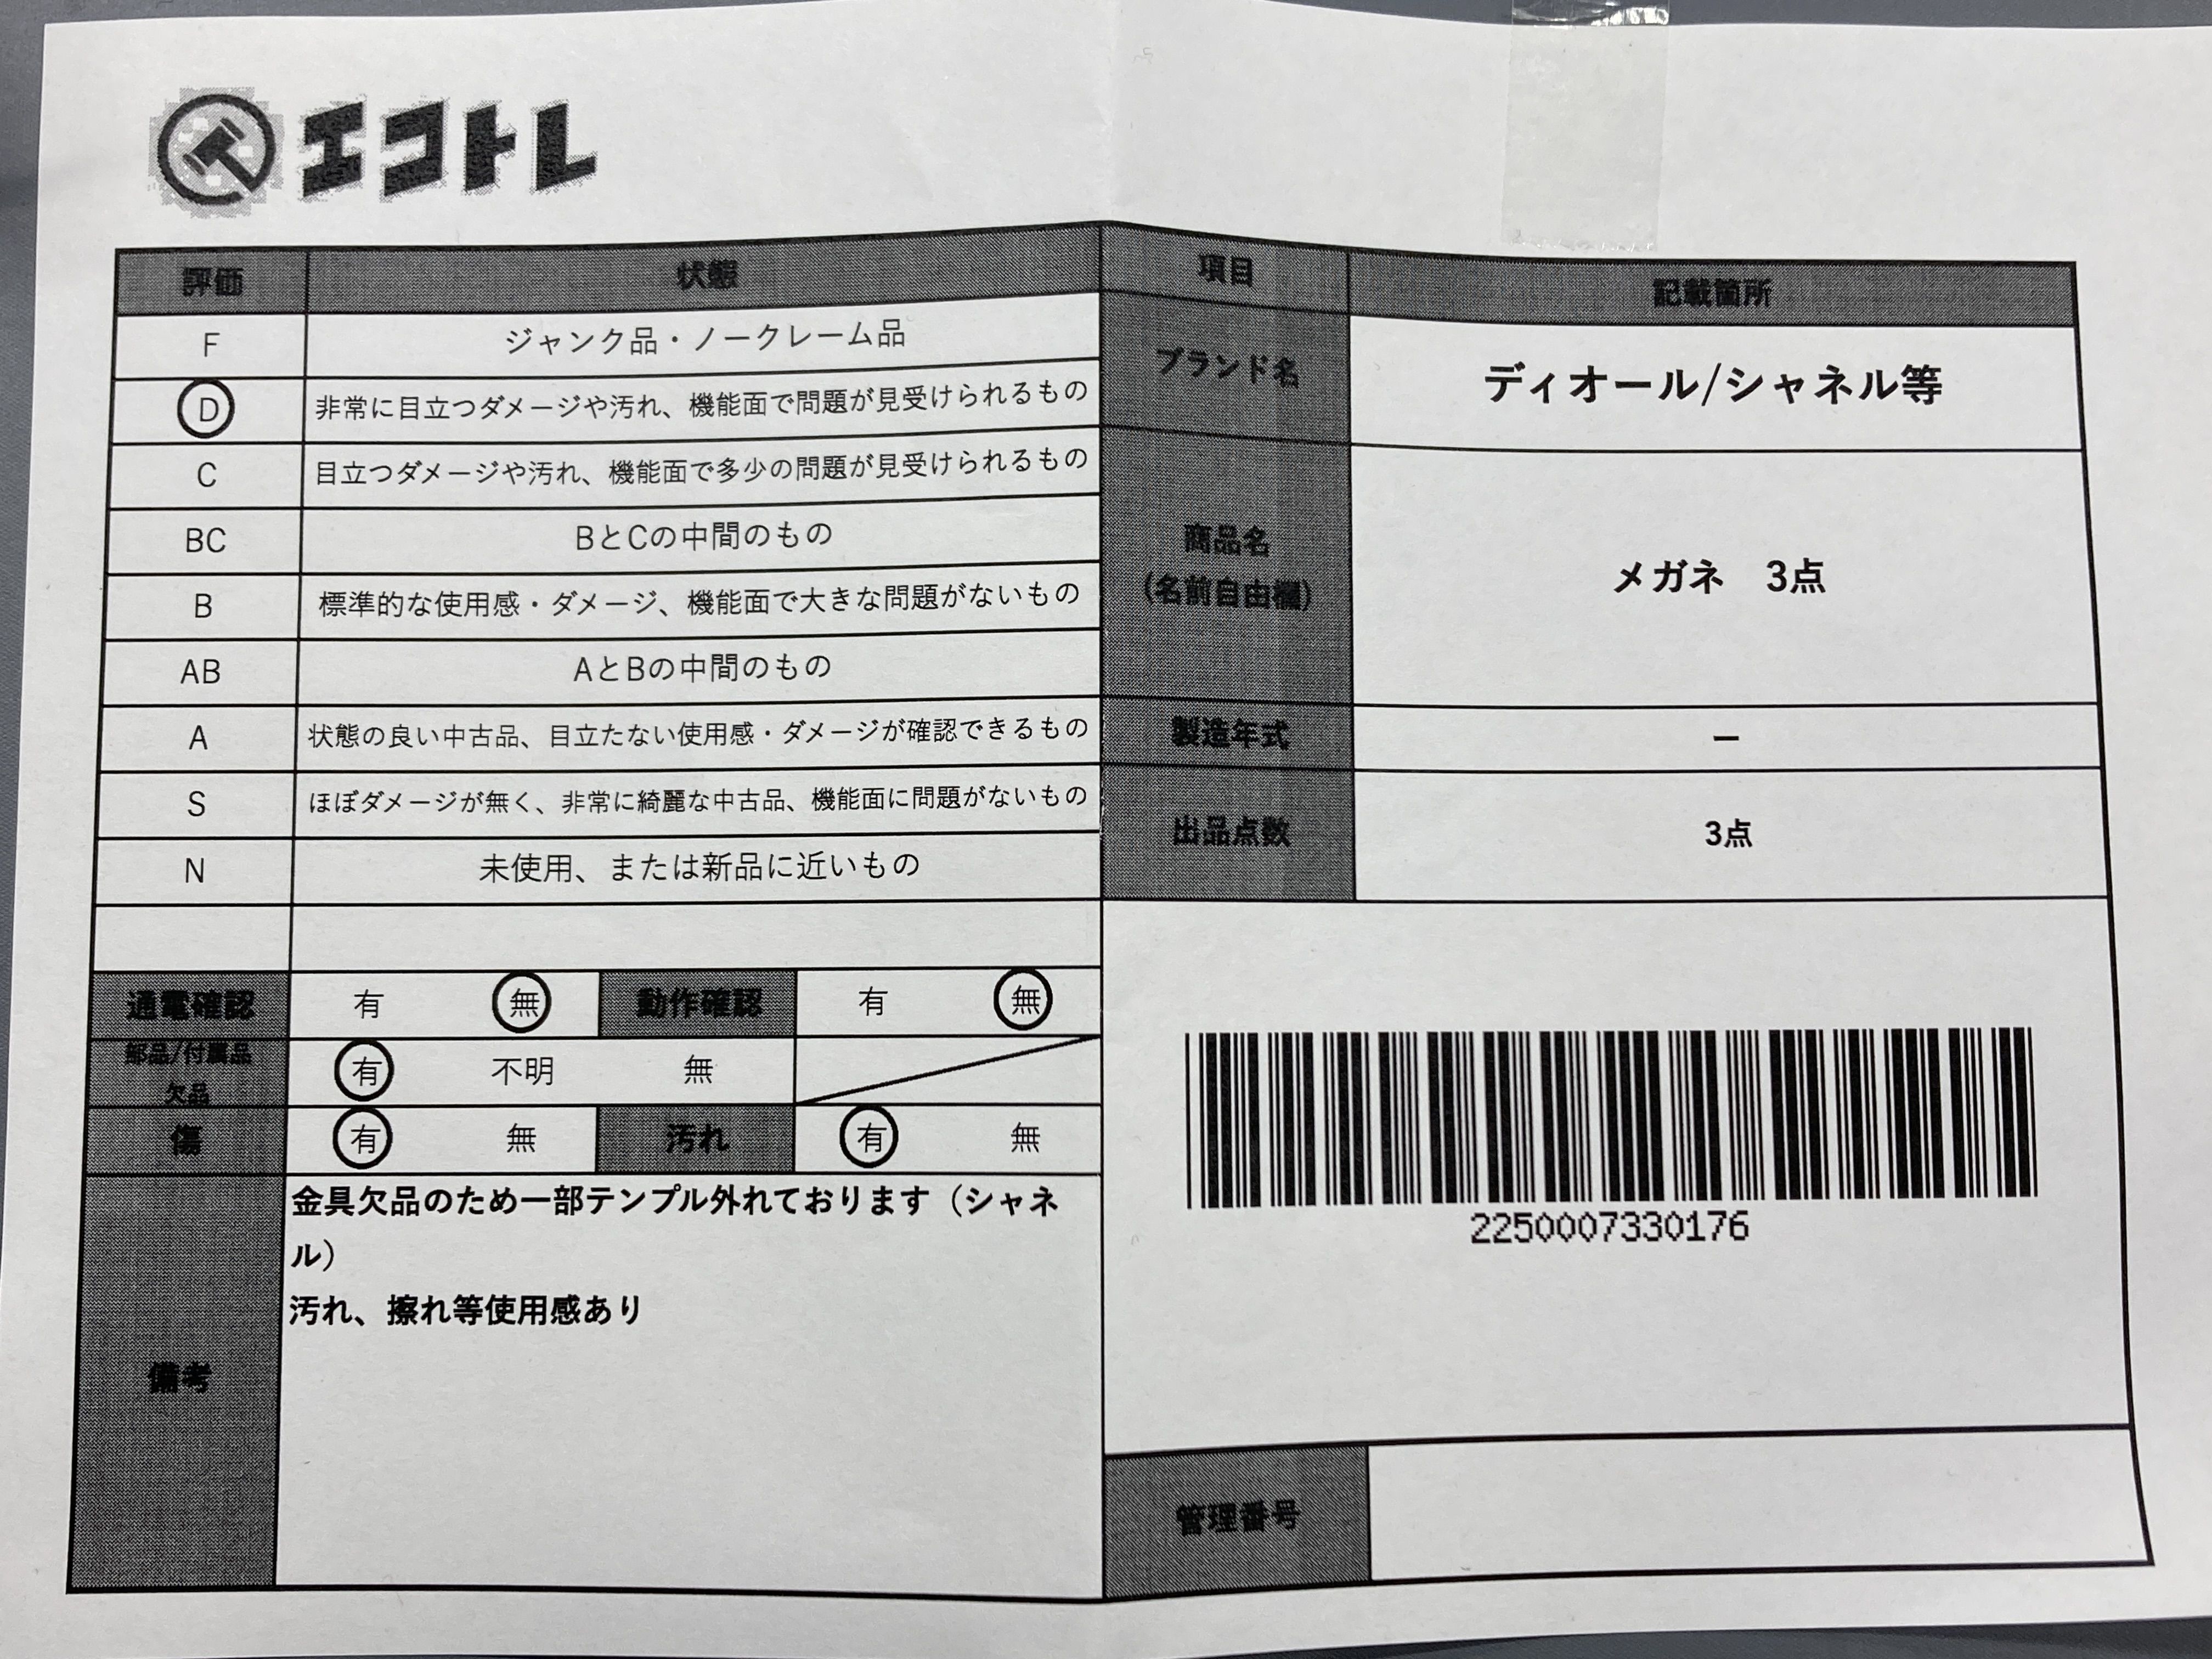 エコトレ
評価 状態
F ジャンク品・ノークレーム品
D 非常に目立つダメージや汚れ、機能面で問題が見受けられるもの
C 目立つダメージや汚れ、機能面で多少の問題が見受けられるもの
BC BとCの中間のもの
B 標準的な使用感・ダメージ、機能面で大きな問題がないもの
AB AとBの中間のもの
A 状態の良い中古品、目立たない使用感・ダメージが確認できるもの
S ほぼダメージが無く、非常に綺麗な中古品、機能面に問題がないもの
N 未使用、または新品に近いもの
通電確認 有 無 動作確認 有 無
部品/付属品
欠品 有 不明 無
傷 有 無 汚れ 有 無
備考
金具欠品のため一部テンプル外れております（シャネ
ル）
汚れ、擦れ等使用感あり
項目 記載箇所
ブランド名 ディオール/シャネル等
商品名
(名前自由欄)
メガネ 3点
製造年式 ー
出品点数 3点
2250007330176
管理番号